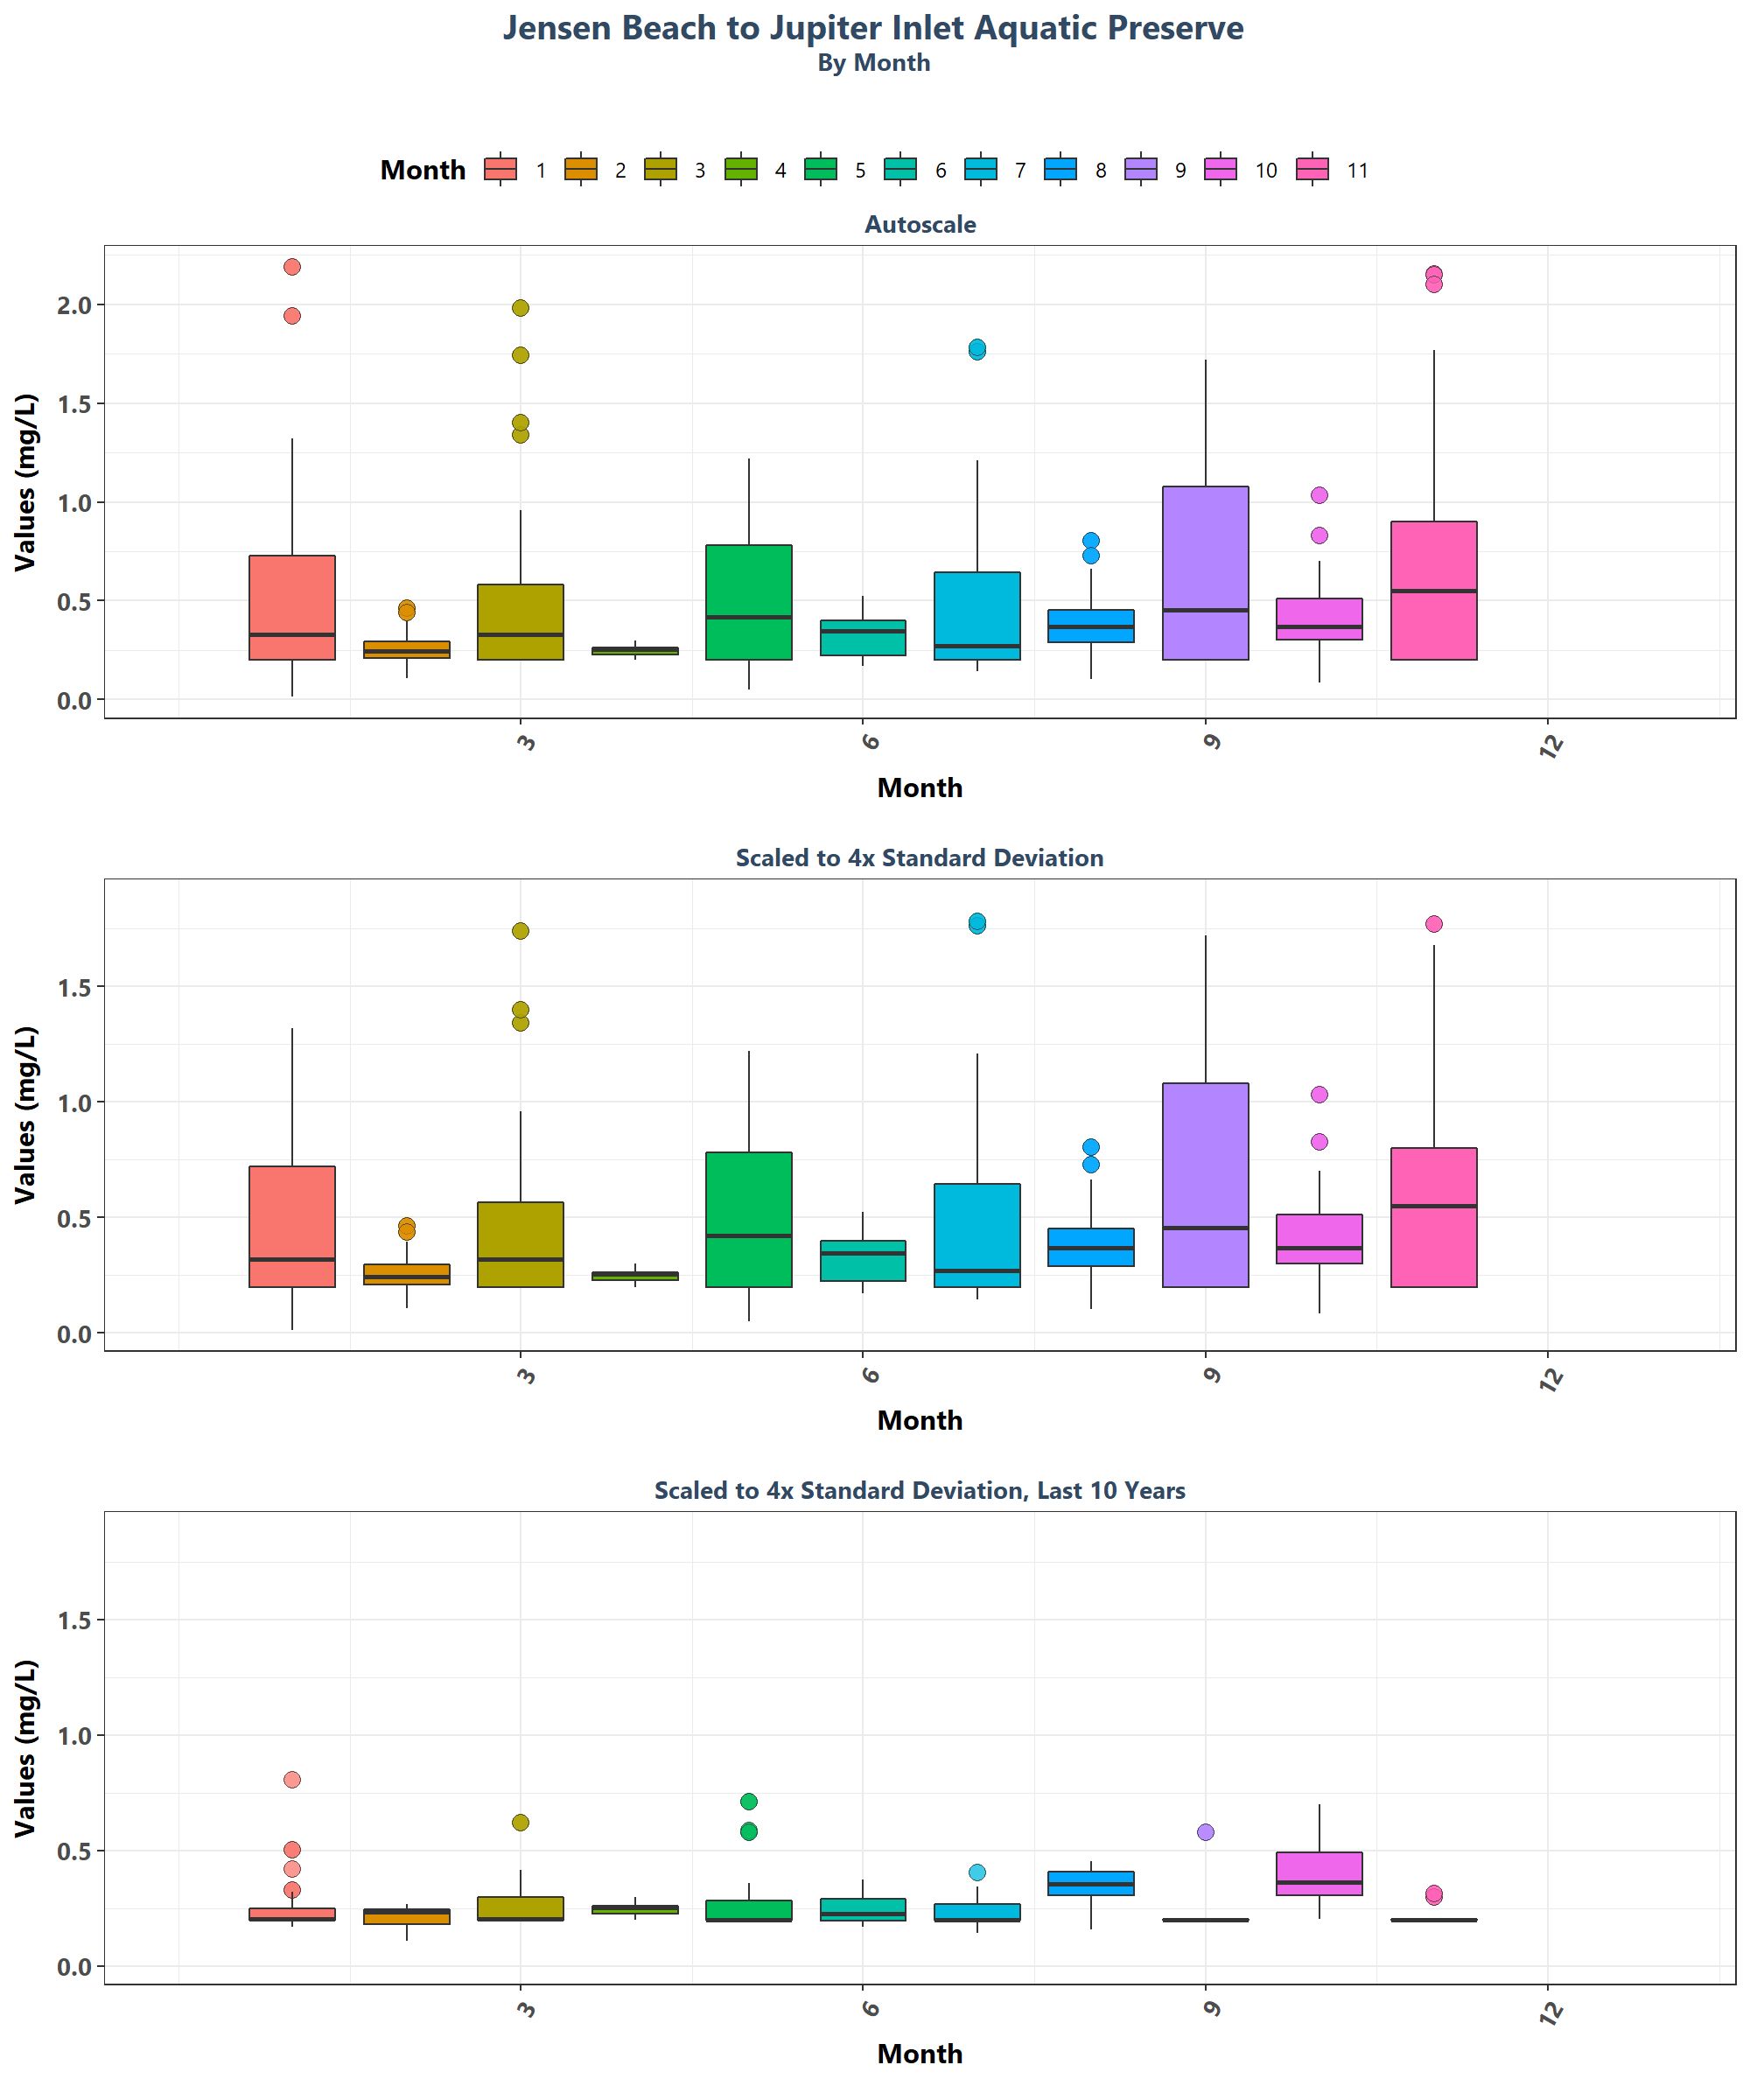 Jensen Beach to Jupiter Inlet Aquatic Preserve
By Month
Month 1 2 3 4 5 6 7 8 9 10 11
Autoscale
Values (mg/L)
2.0
1.5
1.0
0.5
0.0
3 6 9 12
Month
Scaled to 4x Standard Deviation
Values (mg/L)
1.5
1.0
0.5
0.0
3 6 9 12
Month
Scaled to 4x Standard Deviation, Last 10 Years
Values (mg/L)
1.5
1.0
0.5
0.0
3 6 9 12
Month